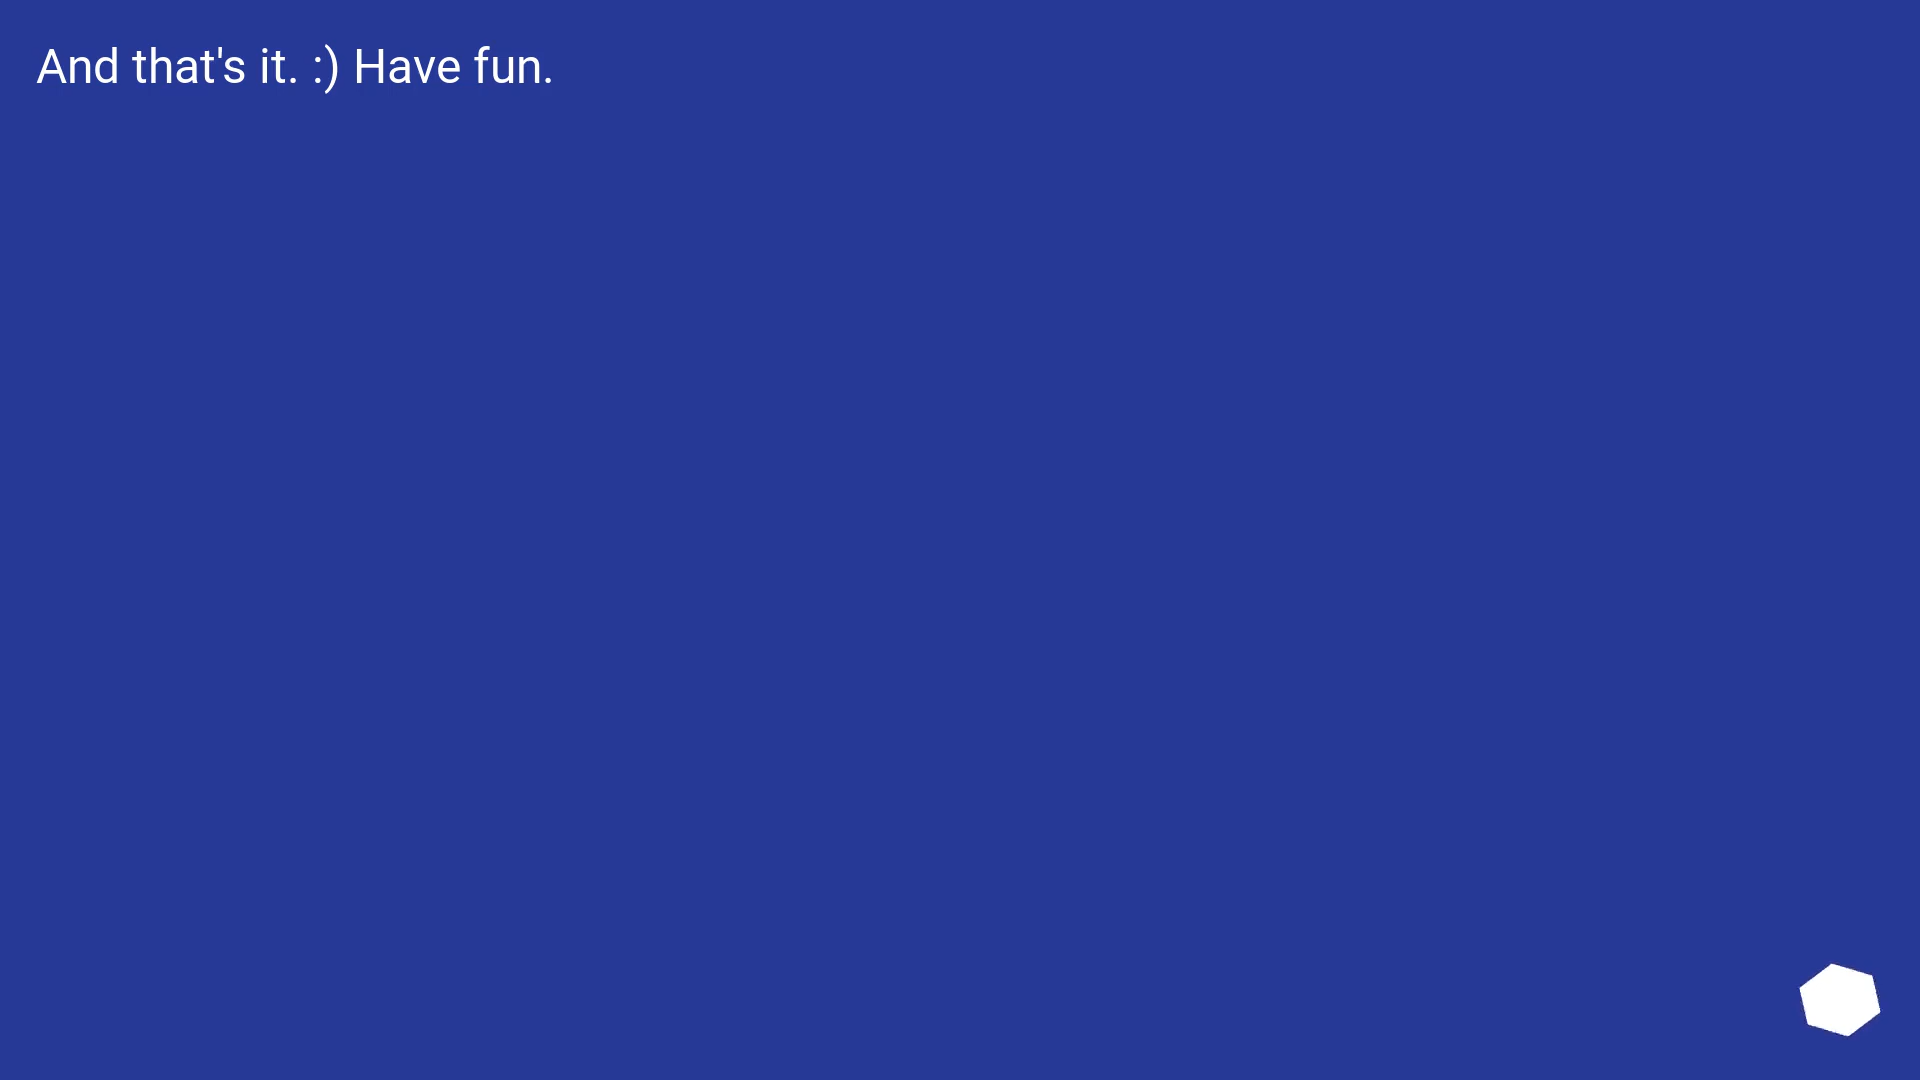 And that's it. :) Have fun.